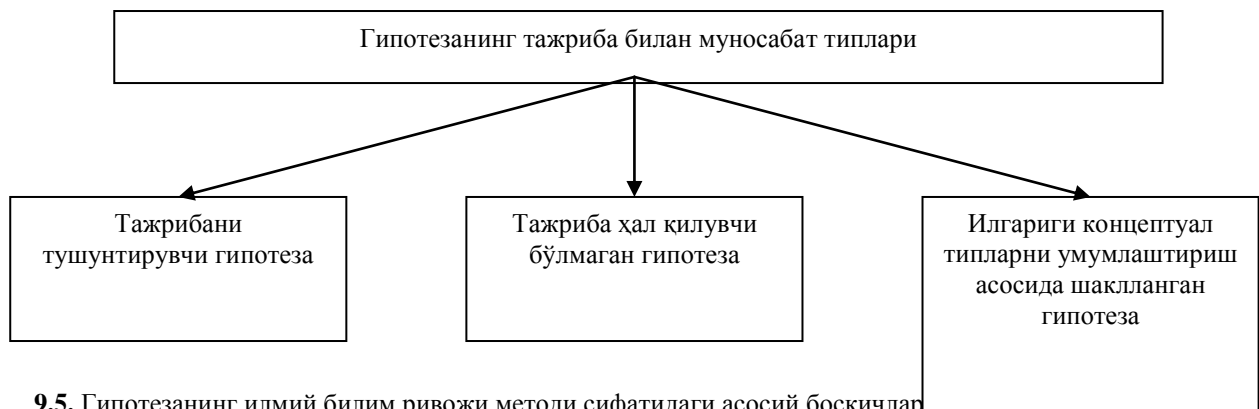 Гипотезанинг тажриба билан муносабат типлари
Тажрибани
тушунтирувчи гипотеза
Тажриба ҳал қилувчи
бўлмаган гипотеза
Илгариги концептуал
типларни умумлаштириш
асосида шаклланган
гипотеза
9.5. Гипотезанинг илмий билим ривожи методи сифатидаги асосий босқичлар